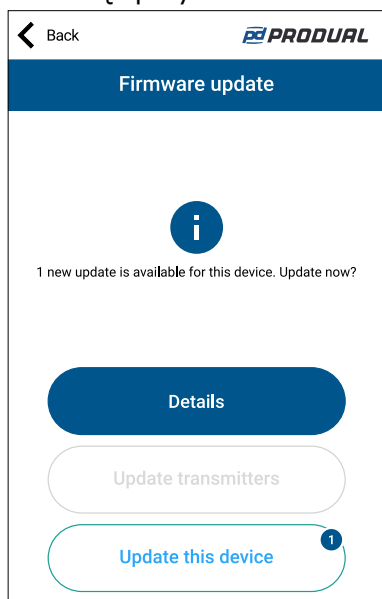 Back
PRODUAL
Firmware update
1 new update is available for this device. Update now?
Details
Update transmitters
1
Update this device